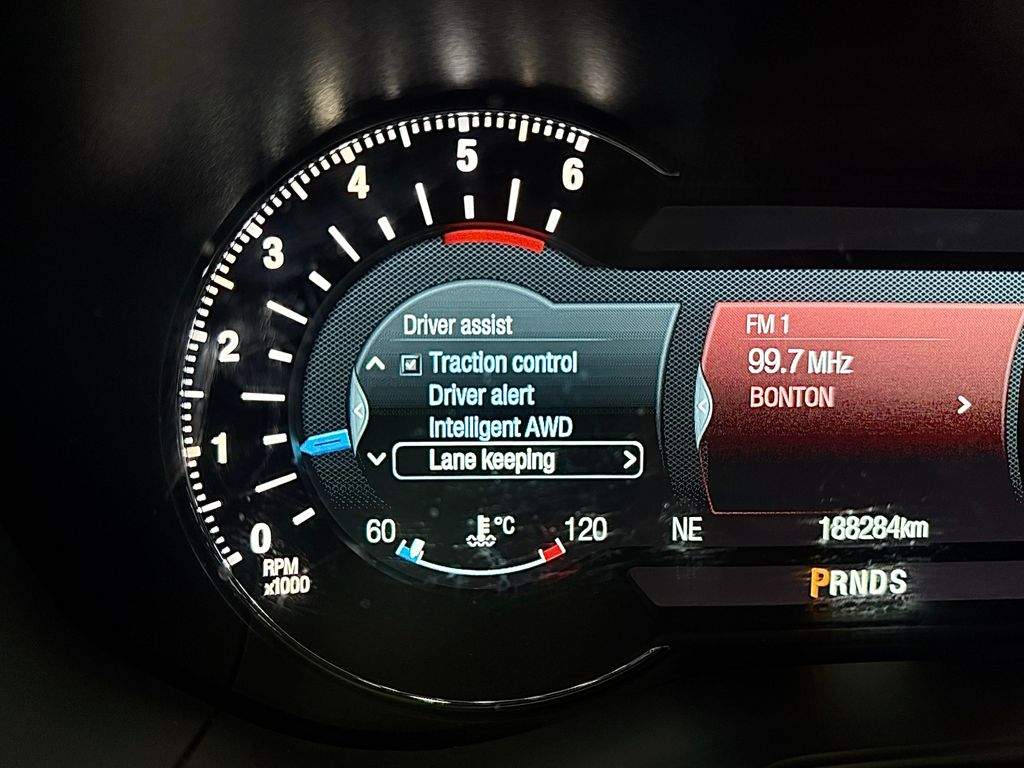 6
5
4
3
2
1
0
RPM
x1000
Driver assist
Traction control
Driver alert
Intelligent AWD
Lane keeping
60 °C 120
FM 1
99.7 MHz
BONTON
NE 188284km
PRNDS